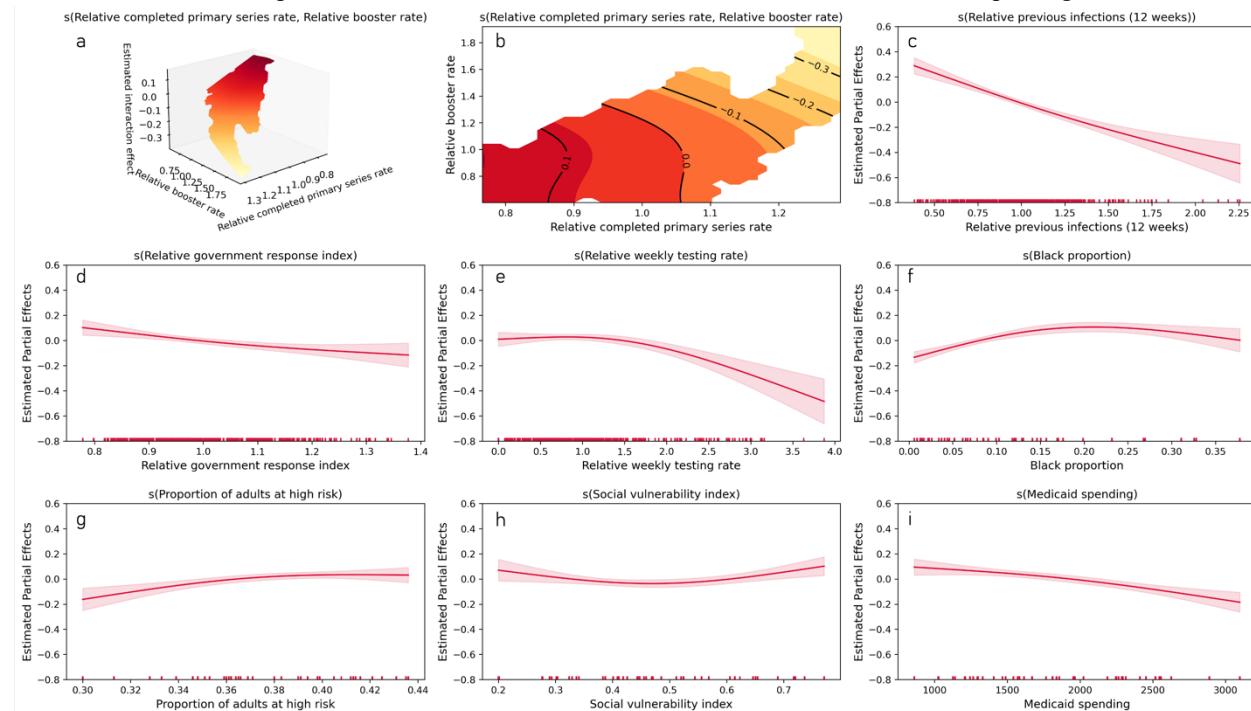 s(Relative completed primary series rate, Relative booster rate)
a
Estimated interaction effect
0.1
0.0
−0.1
−0.2
−0.3
0.75
1.00
1.25
1.50
1.75
Relative booster rate
1.3
1.2
1.1
1.0
0.9
0.8
Relative completed primary series rate
s(Relative completed primary series rate, Relative booster rate)
b
Relative booster rate
1.8
1.6
1.4
1.2
1.0
0.8
0.1
0.0
−0.1
−0.2
−0.3
0.8 0.9 1.0 1.1 1.2
Relative completed primary series rate
s(Relative previous infections (12 weeks))
c
Estimated Partial Effects
0.6
0.4
0.2
0.0
−0.2
−0.4
−0.6
−0.8
0.50 0.75 1.00 1.25 1.50 1.75 2.00 2.25
Relative previous infections (12 weeks)
s(Relative government response index)
d
Estimated Partial Effects
0.6
0.4
0.2
0.0
−0.2
−0.4
−0.6
−0.8
0.8 0.9 1.0 1.1 1.2 1.3 1.4
Relative government response index
s(Relative weekly testing rate)
e
Estimated Partial Effects
0.6
0.4
0.2
0.0
−0.2
−0.4
−0.6
−0.8
0.0 0.5 1.0 1.5 2.0 2.5 3.0 3.5 4.0
Relative weekly testing rate
s(Black proportion)
f
Estimated Partial Effects
0.6
0.4
0.2
0.0
−0.2
−0.4
−0.6
−0.8
0.00 0.05 0.10 0.15 0.20 0.25 0.30 0.35
Black proportion
s(Proportion of adults at high risk)
g
Estimated Partial Effects
0.6
0.4
0.2
0.0
−0.2
−0.4
−0.6
−0.8
0.30 0.32 0.34 0.36 0.38 0.40 0.42 0.44
Proportion of adults at high risk
s(Social vulnerability index)
h
Estimated Partial Effects
0.6
0.4
0.2
0.0
−0.2
−0.4
−0.6
−0.8
0.2 0.3 0.4 0.5 0.6 0.7
Social vulnerability index
s(Medicaid spending)
i
Estimated Partial Effects
0.6
0.4
0.2
0.0
−0.2
−0.4
−0.6
−0.8
1000 1500 2000 2500 3000
Medicaid spending